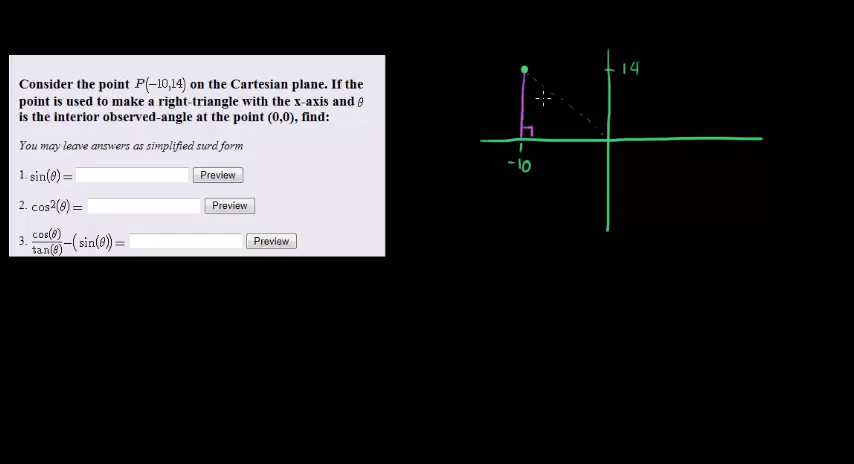 Consider the point P(−10,14) on the Cartesian plane. If the
point is used to make a right-triangle with the x-axis and θ
is the interior observed-angle at the point (0,0), find:
You may leave answers as simplified surd form
1. sin(θ) = Preview
2. cos²(θ) = Preview
3. cos(θ)/tan(θ) −(sin(θ)) = Preview
14
-10